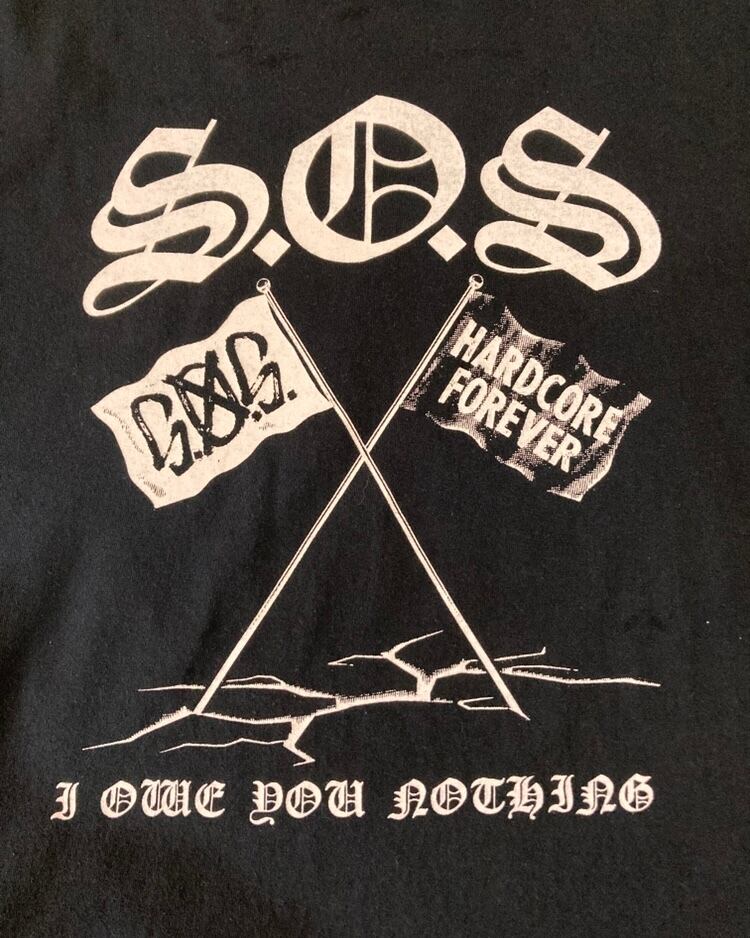 S.O.S
S.O.S.
HARDCORE
FOREVER
I OWE YOU NOTHING